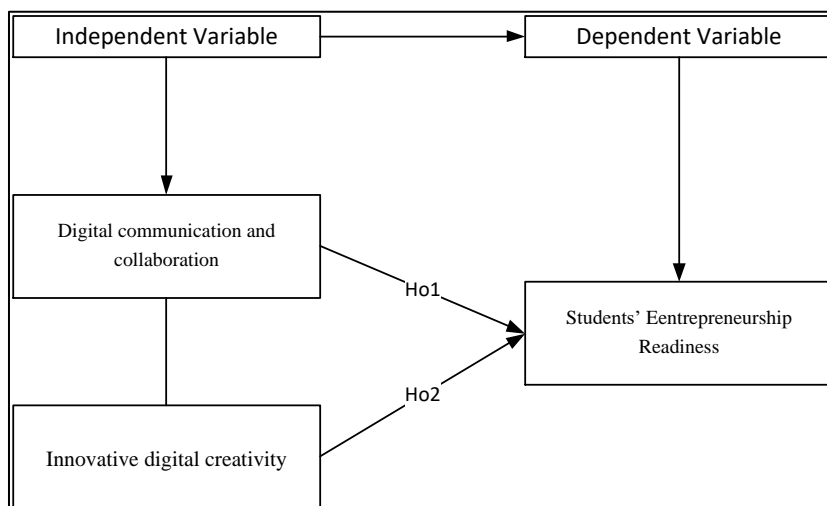 Independent Variable
Dependent Variable
Digital communication and
collaboration
Ho1
Students’ Eentrepreneurship
Readiness
Ho2
Innovative digital creativity